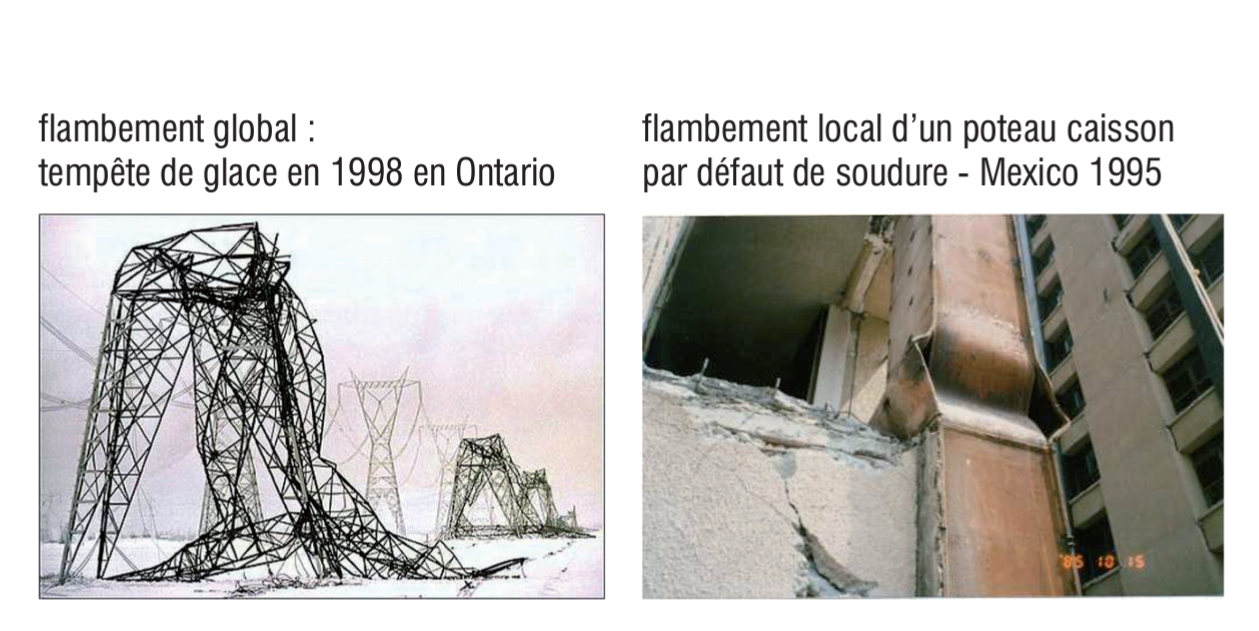 flambement global :
tempête de glace en 1998 en Ontario
flambement local d’un poteau caisson
par défaut de soudure - Mexico 1995
'85 10 15